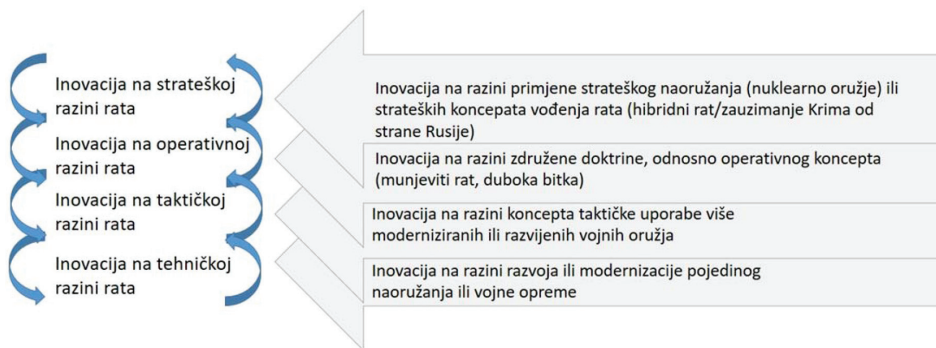 Inovacija na strateškoj
razini rata
Inovacija na razini primjene strateškog naoružanja (nuklearno oružje) ili
strateških koncepata vođenja rata (hibridni rat/zauzimanje Krima od
strane Rusije)
Inovacija na operativnoj
razini rata
Inovacija na razini združene doktrine, odnosno operativnog koncepta
(munjeviti rat, duboka bitka)
Inovacija na taktičkoj
razini rata
Inovacija na razini koncepta taktičke uporabe više
moderniziranih ili razvijenih vojnih oružja
Inovacija na tehničkoj
razini rata
Inovacija na razini razvoja ili modernizacije pojedinog
naoružanja ili vojne opreme